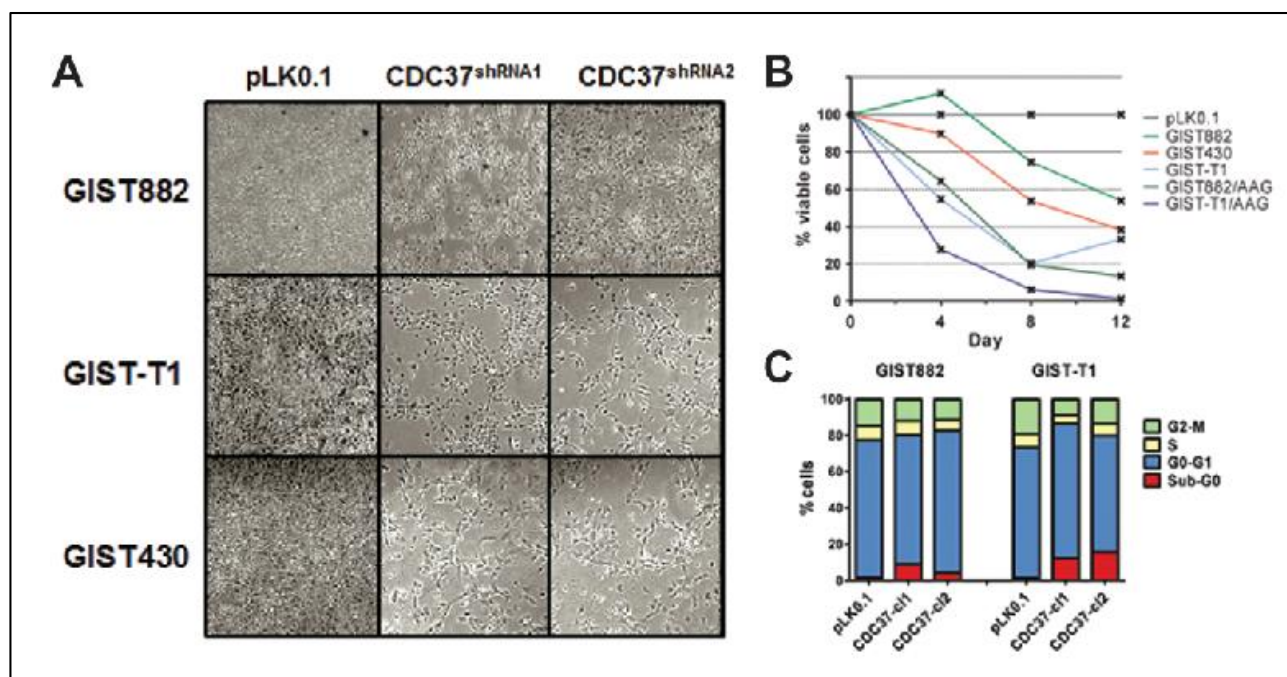 A
pLK0.1 CDC37shRNA1 CDC37shRNA2
GIST882
GIST-T1
GIST430
B
% viable cells
100
80
60
40
20
0
0 4 8 12
Day
pLK0.1
GIST882
GIST430
GIST-T1
GIST882/AAG
GIST-T1/AAG
C
GIST882 GIST-T1
% cells
100
80
60
40
20
0
G2-M
S
G0-G1
Sub-G0
pLK0.1 CDC37-cl1 CDC37-cl2 pLK0.1 CDC37-cl1 CDC37-cl2